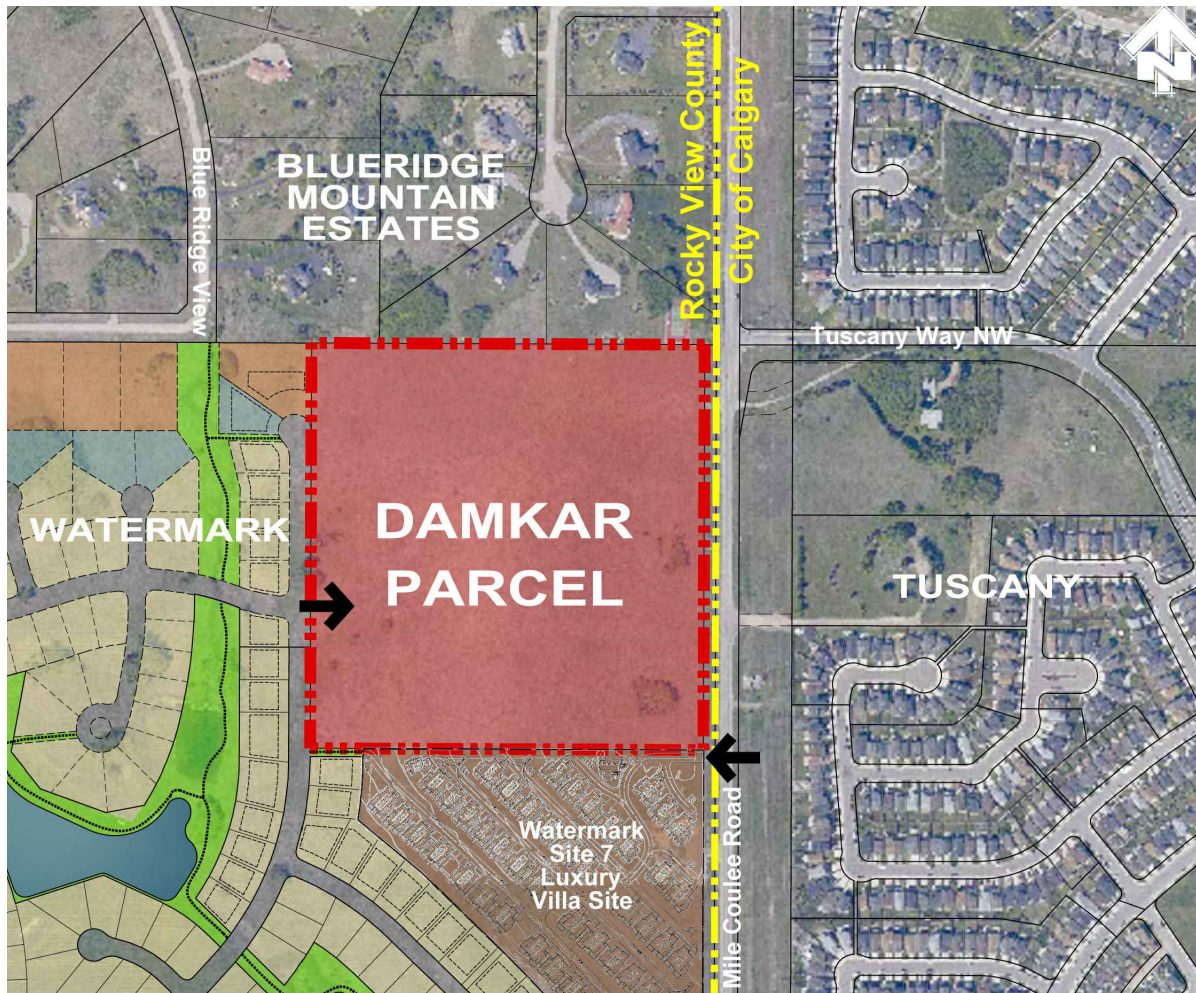 N
Rocky View County
City of Calgary
Blue Ridge View
BLUERIDGE
MOUNTAIN
ESTATES
Tuscany Way NW
WATERMARK
DAMKAR
PARCEL
TUSCANY
Watermark
Site 7
Luxury
Villa Site
Mile Coulee Road